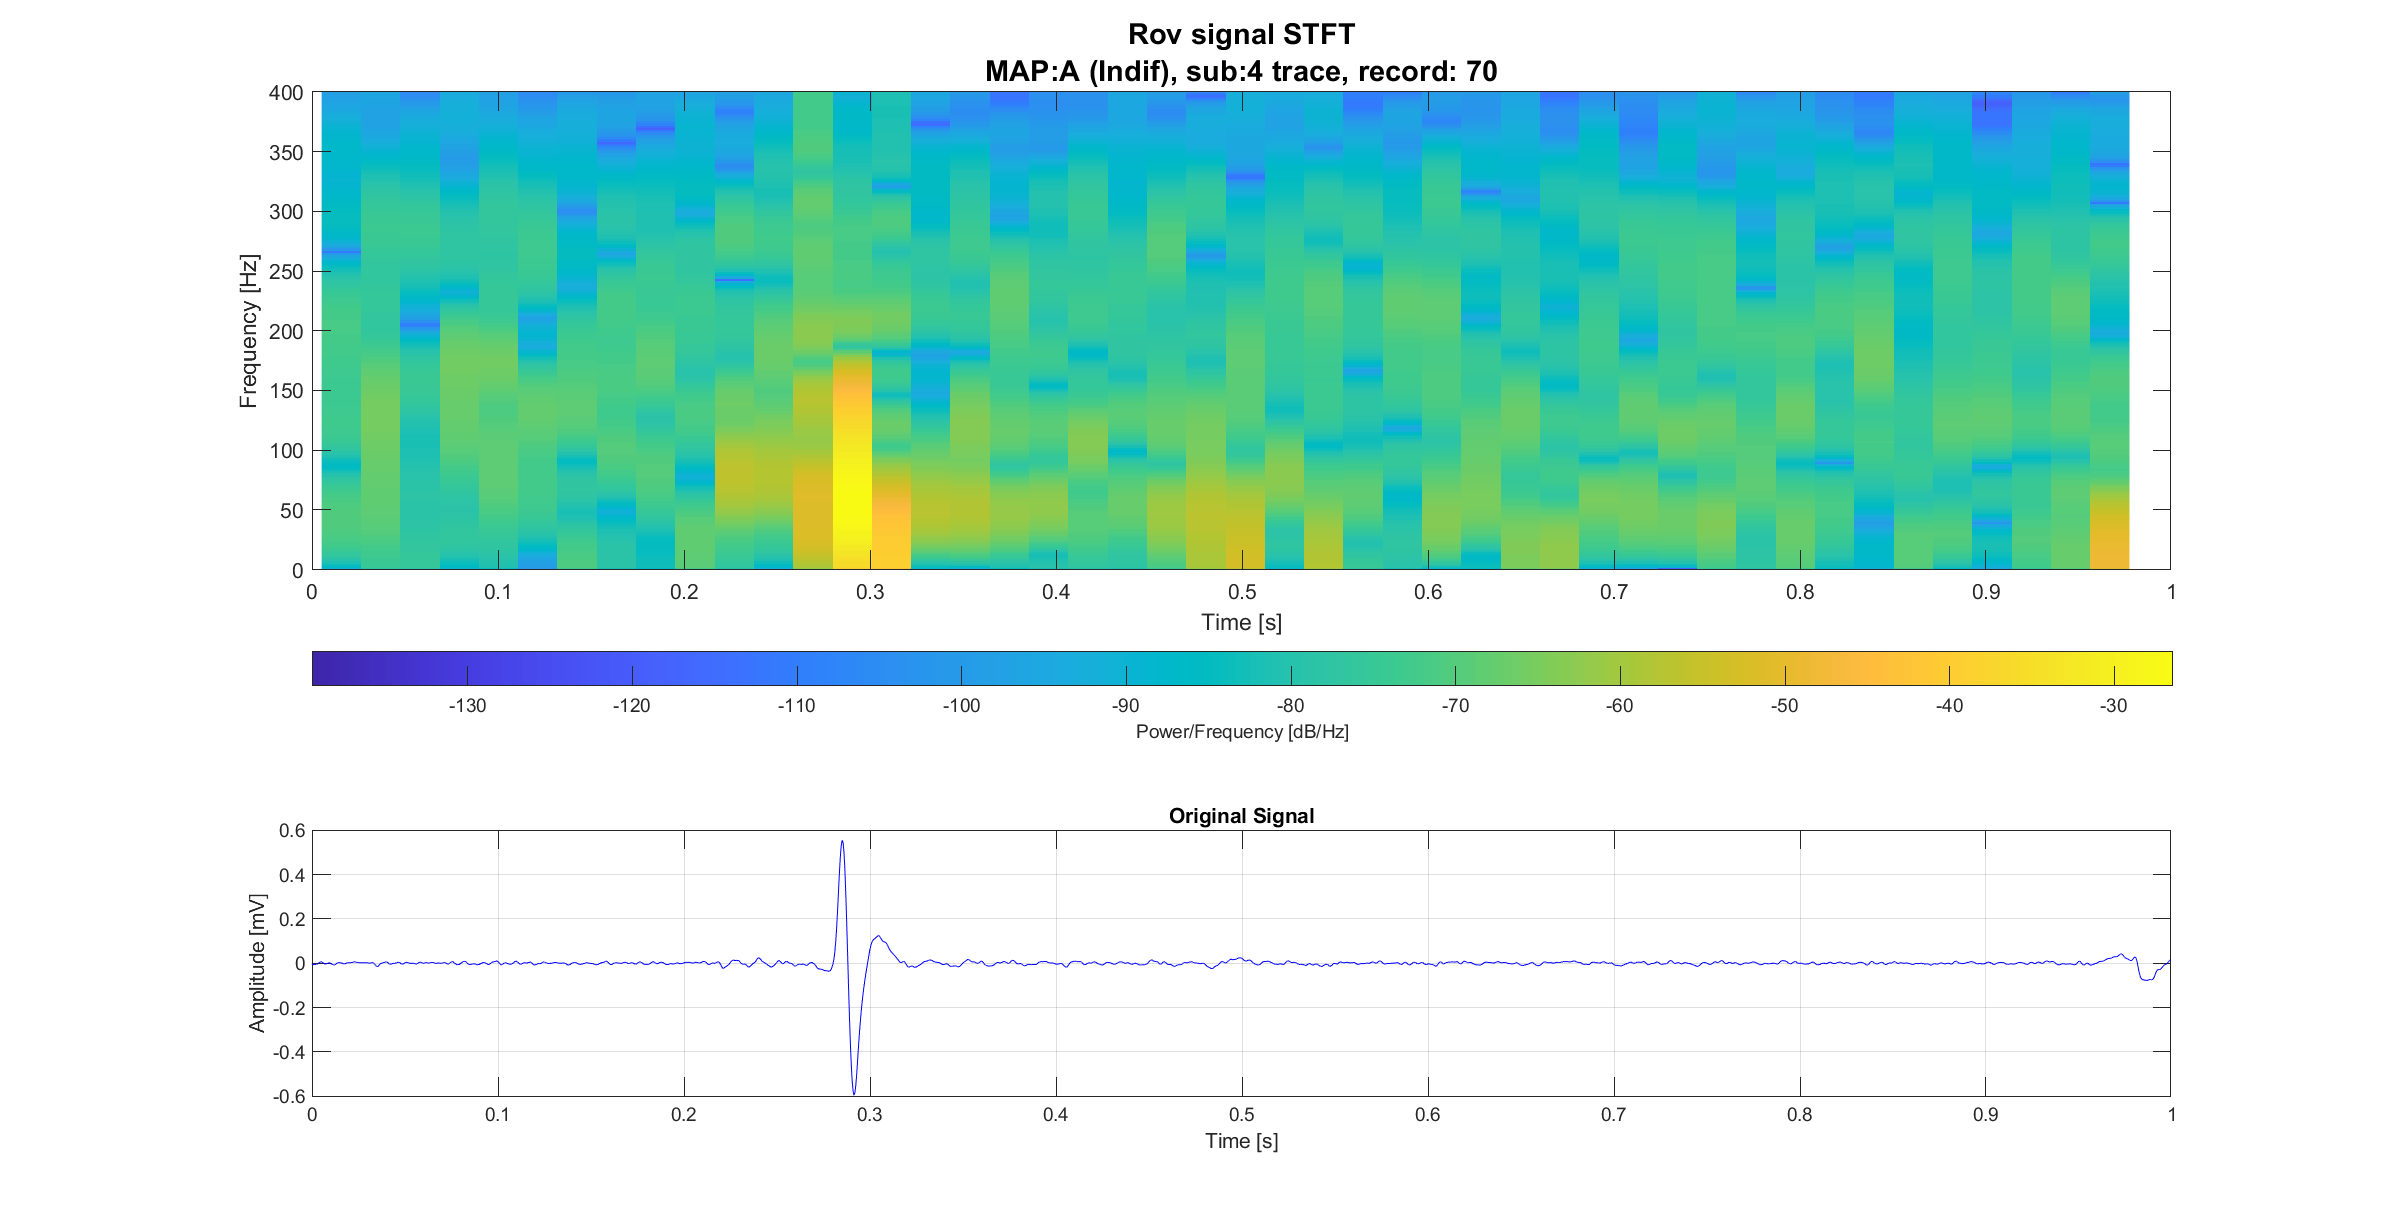 Rov signal STFT
MAP:A (Indif), sub:4 trace, record: 70
400
350
300
250
200
150
100
50
0
Frequency [Hz]
0 0.1 0.2 0.3 0.4 0.5 0.6 0.7 0.8 0.9 1
Time [s]
-130 -120 -110 -100 -90 -80 -70 -60 -50 -40 -30
Power/Frequency [dB/Hz]
Original Signal
0.6
0.4
0.2
0
-0.2
-0.4
-0.6
Amplitude [mV]
0 0.1 0.2 0.3 0.4 0.5 0.6 0.7 0.8 0.9 1
Time [s]